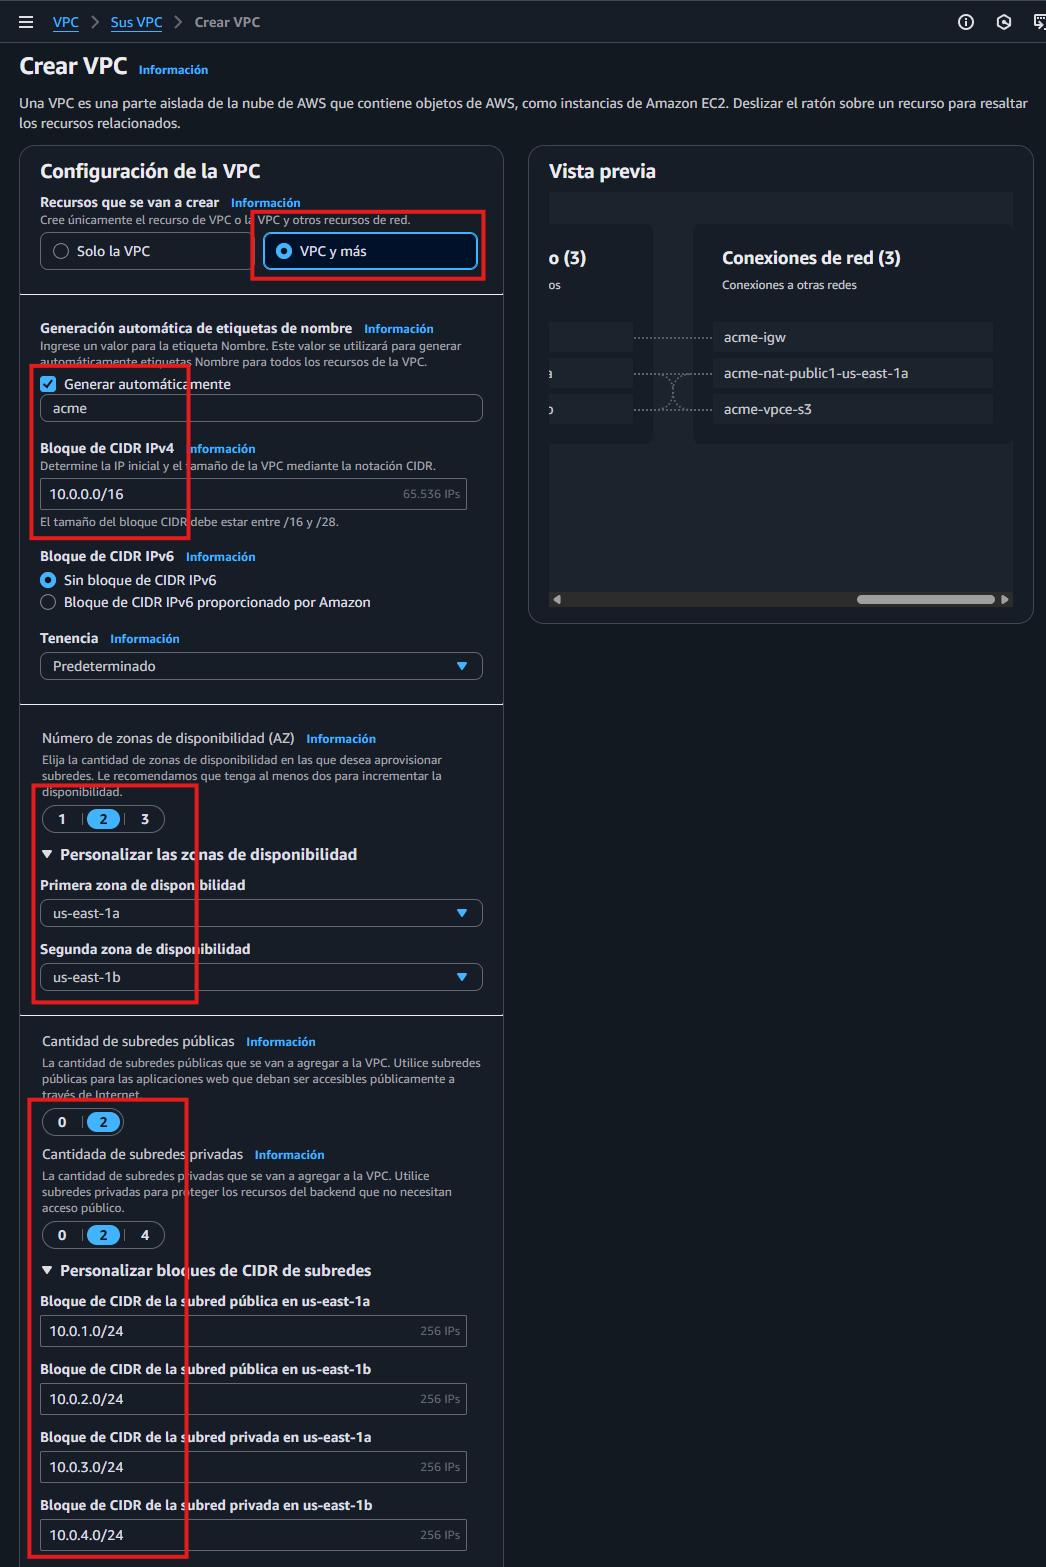 VPC > Sus VPC > Crear VPC
Crear VPC Información
Una VPC es una parte aislada de la nube de AWS que contiene objetos de AWS, como instancias de Amazon EC2. Deslizar el ratón sobre un recurso para resaltar
los recursos relacionados.
Configuración de la VPC
Recursos que se van a crear Información
Cree únicamente el recurso de VPC o la VPC y otros recursos de red.
Solo la VPC
VPC y más
Generación automática de etiquetas de nombre Información
Ingrese un valor para la etiqueta Nombre. Este valor se utilizará para generar
automáticamente etiquetas Nombre para todos los recursos de la VPC.
Generar automáticamente
acme
Bloque de CIDR IPv4 Información
Determine la IP inicial y el tamaño de la VPC mediante la notación CIDR.
10.0.0.0/16 65.536 IPs
El tamaño del bloque CIDR debe estar entre /16 y /28.
Bloque de CIDR IPv6 Información
Sin bloque de CIDR IPv6
Bloque de CIDR IPv6 proporcionado por Amazon
Tenencia Información
Predeterminado
Número de zonas de disponibilidad (AZ) Información
Elija la cantidad de zonas de disponibilidad en las que desea aprovisionar
subredes. Le recomendamos que tenga al menos dos para incrementar la
disponibilidad.
1 2 3
Personalizar las zonas de disponibilidad
Primera zona de disponibilidad
us-east-1a
Segunda zona de disponibilidad
us-east-1b
Cantidad de subredes públicas Información
La cantidad de subredes públicas que se van a agregar a la VPC. Utilice subredes
públicas para las aplicaciones web que deban ser accesibles públicamente a
través de Internet.
0 2
Cantidada de subredes privadas Información
La cantidad de subredes privadas que se van a agregar a la VPC. Utilice
subredes privadas para proteger los recursos del backend que no necesitan
acceso público.
0 2 4
Personalizar bloques de CIDR de subredes
Bloque de CIDR de la subred pública en us-east-1a
10.0.1.0/24 256 IPs
Bloque de CIDR de la subred pública en us-east-1b
10.0.2.0/24 256 IPs
Bloque de CIDR de la subred privada en us-east-1a
10.0.3.0/24 256 IPs
Bloque de CIDR de la subred privada en us-east-1b
10.0.4.0/24 256 IPs
Vista previa
o (3)
os
a
Conexiones de red (3)
Conexiones a otras redes
acme-igw
acme-nat-public1-us-east-1a
acme-vpce-s3